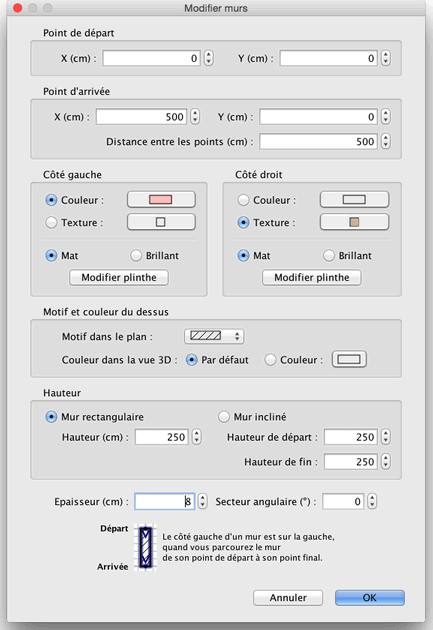 Modifier murs
Point de départ
X (cm) : 0 Y (cm) : 0
Point d'arrivée
X (cm) : 500 Y (cm) : 0
Distance entre les points (cm) : 500
Côté gauche
Couleur :
Texture :
Mat Brillant
Modifier plinthe
Côté droit
Couleur :
Texture :
Mat Brillant
Modifier plinthe
Motif et couleur du dessus
Motif dans le plan :
Couleur dans la vue 3D : Par défaut Couleur :
Hauteur
Mur rectangulaire Mur incliné
Hauteur (cm) : 250 Hauteur de départ : 250
Hauteur de fin : 250
Epaisseur (cm) : 8 Secteur angulaire (°) : 0
Départ
Arrivée
Le côté gauche d'un mur est sur la gauche,
quand vous parcourez le mur
de son point de départ à son point final.
Annuler OK